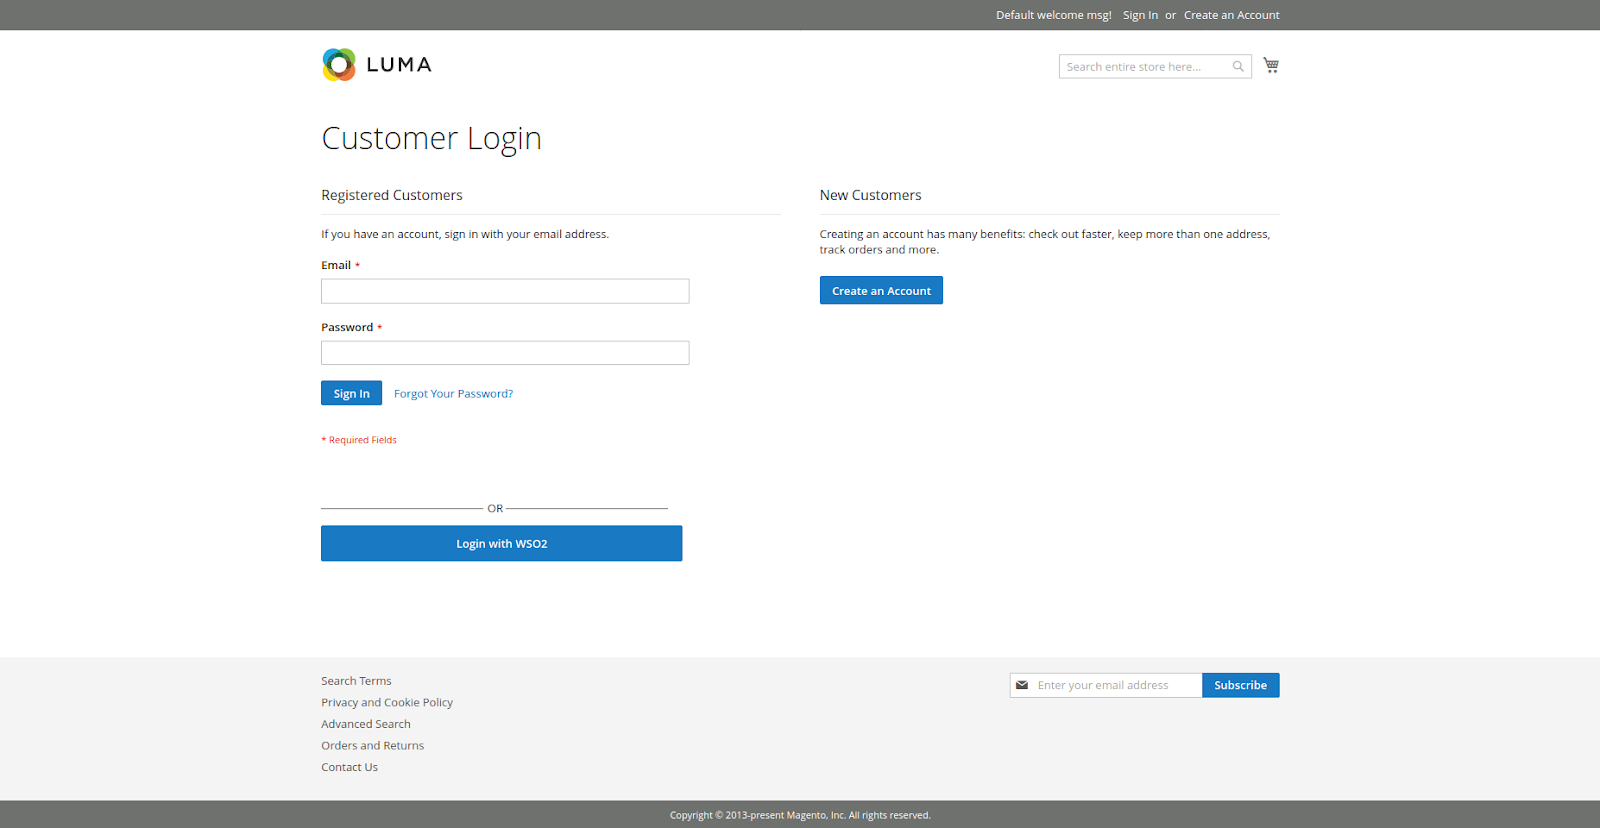 Default welcome msg! Sign In or Create an Account
LUMA
Search entire store here...
Customer Login
Registered Customers
If you have an account, sign in with your email address.
Email *
Password *
Sign In Forgot Your Password?
* Required Fields
OR
Login with WSO2
New Customers
Creating an account has many benefits: check out faster, keep more than one address,
track orders and more.
Create an Account
Search Terms
Privacy and Cookie Policy
Advanced Search
Orders and Returns
Contact Us
Enter your email address Subscribe
Copyright © 2013-present Magento, Inc. All rights reserved.